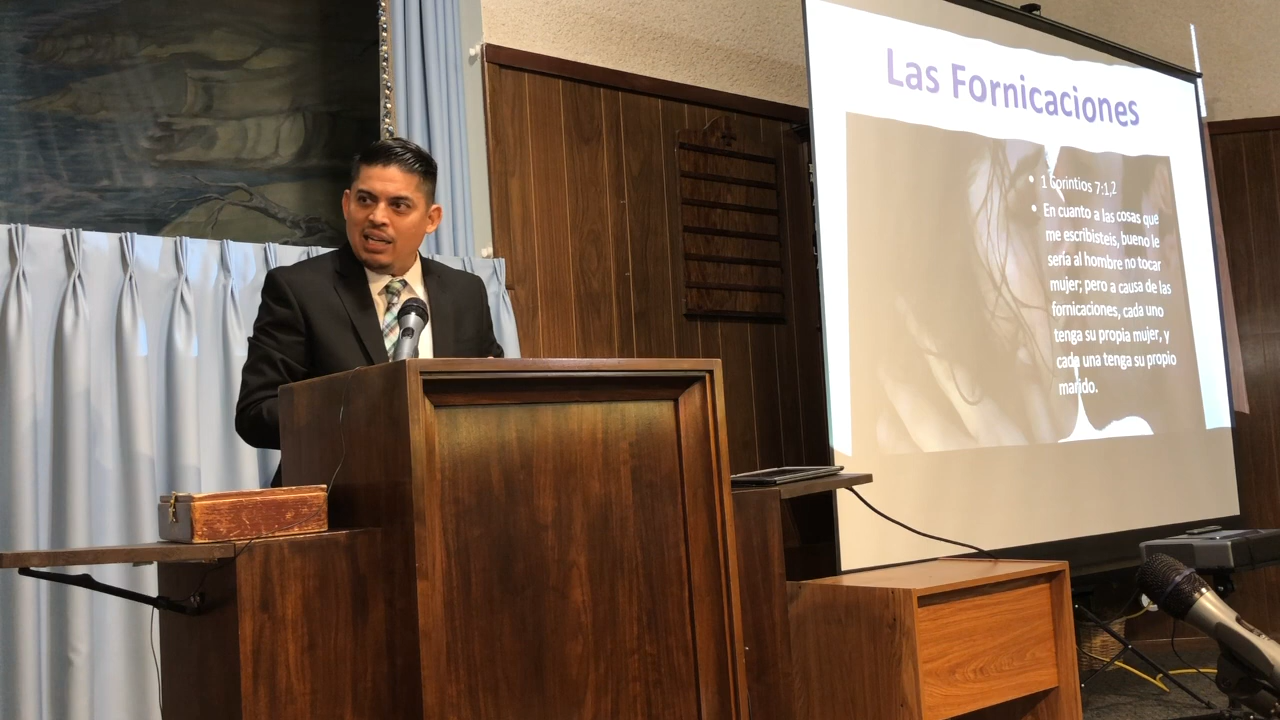 Las Fornicaciones
• 1 Corintios 7:1,2
• En cuanto a las cosas que
me escribisteis, bueno le
sería al hombre no tocar
mujer; pero a causa de las
fornicaciones, cada uno
tenga su propia mujer, y
cada una tenga su propio
marido.